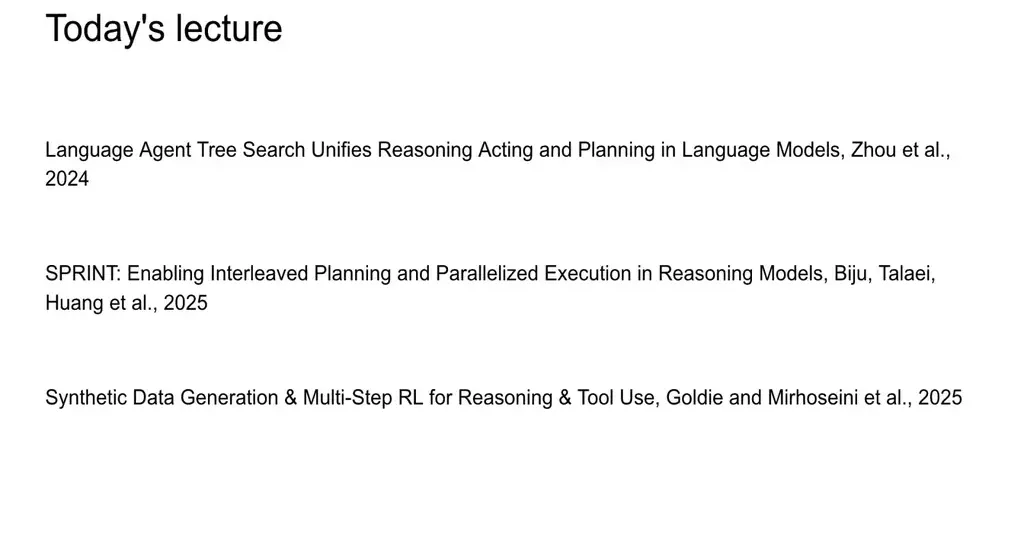 Today's lecture
Language Agent Tree Search Unifies Reasoning Acting and Planning in Language Models, Zhou et al.,
2024
SPRINT: Enabling Interleaved Planning and Parallelized Execution in Reasoning Models, Biju, Talaei,
Huang et al., 2025
Synthetic Data Generation & Multi-Step RL for Reasoning & Tool Use, Goldie and Mirhoseini et al., 2025